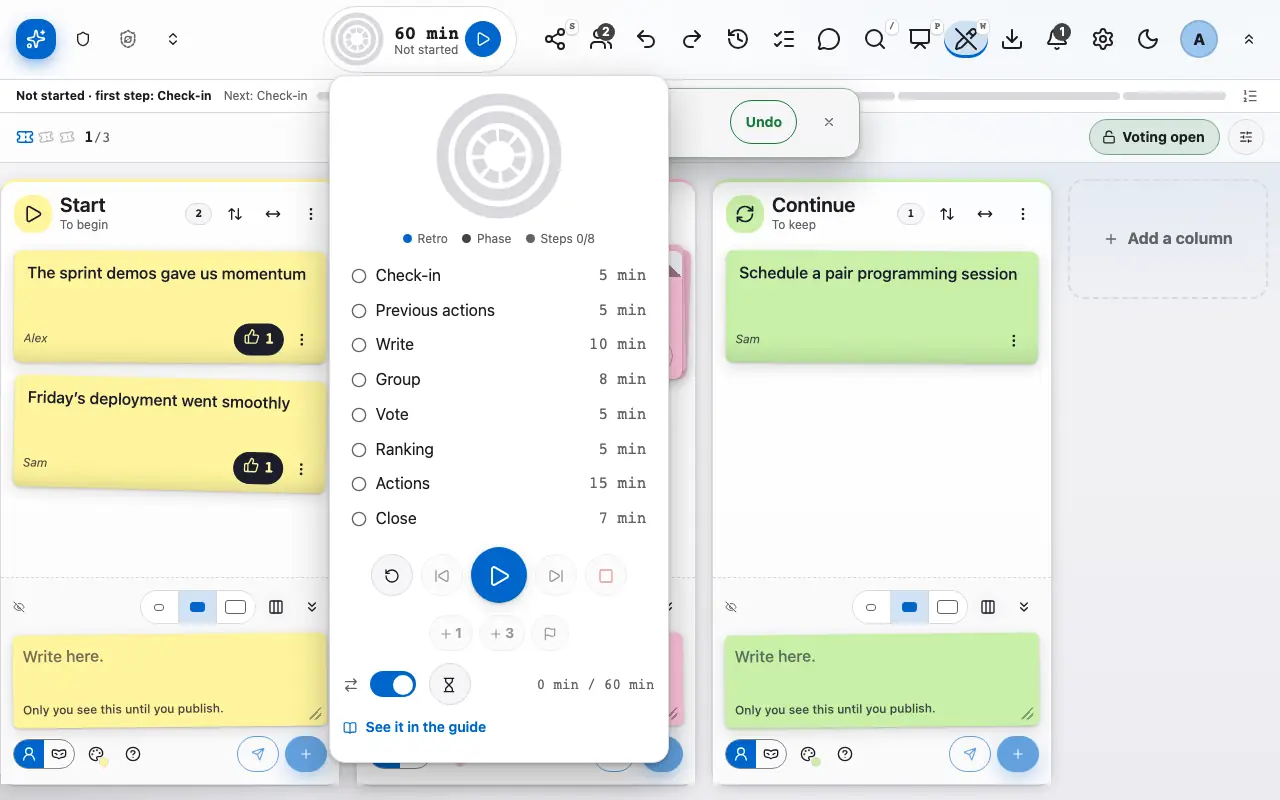 60 min
Not started
S
2
/
P
W
1
A
Not started · first step: Check-in
Next: Check-in
1/3
Undo
Voting open
Start
To begin
2
The sprint demos gave us momentum
Alex
1
Friday’s deployment went smoothly
Sam
1
Write here.
Only you see this until you publish.
Retro
Phase
Steps 0/8
Check-in 5 min
Previous actions 5 min
Write 10 min
Group 8 min
Vote 5 min
Ranking 5 min
Actions 15 min
Close 7 min
+1
+3
0 min / 60 min
See it in the guide
Continue
To keep
1
Schedule a pair programming session
Sam
Write here.
Only you see this until you publish.
+ Add a column